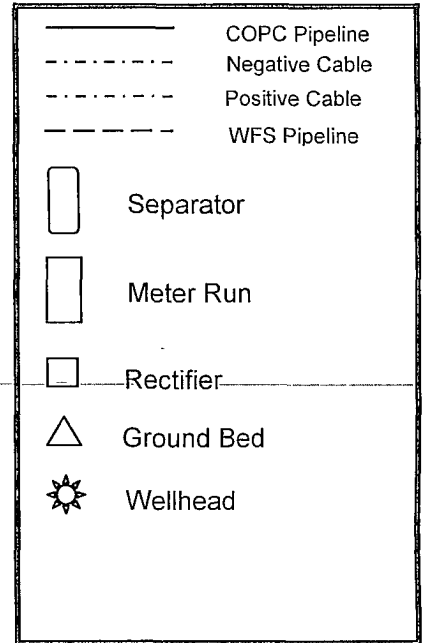 COPC Pipeline
Negative Cable
Positive Cable
WFS Pipeline
Separator
Meter Run
Rectifier
Ground Bed
Wellhead